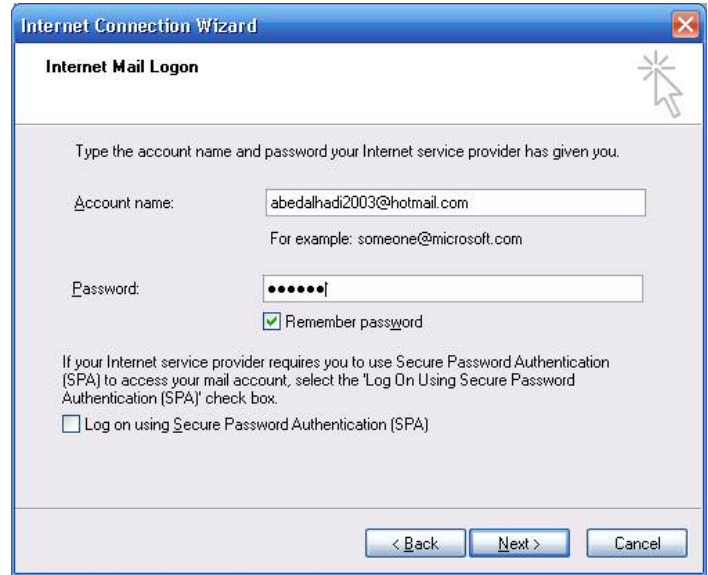 Internet Connection Wizard
Internet Mail Logon
Type the account name and password your Internet service provider has given you.
Account name:
abedalhadi2003@hotmail.com
For example: someone@microsoft.com
Password:
●●●●●●
Remember password
If your Internet service provider requires you to use Secure Password Authentication
(SPA) to access your mail account, select the 'Log On Using Secure Password
Authentication (SPA)' check box.
Log on using Secure Password Authentication (SPA)
< Back Next > Cancel